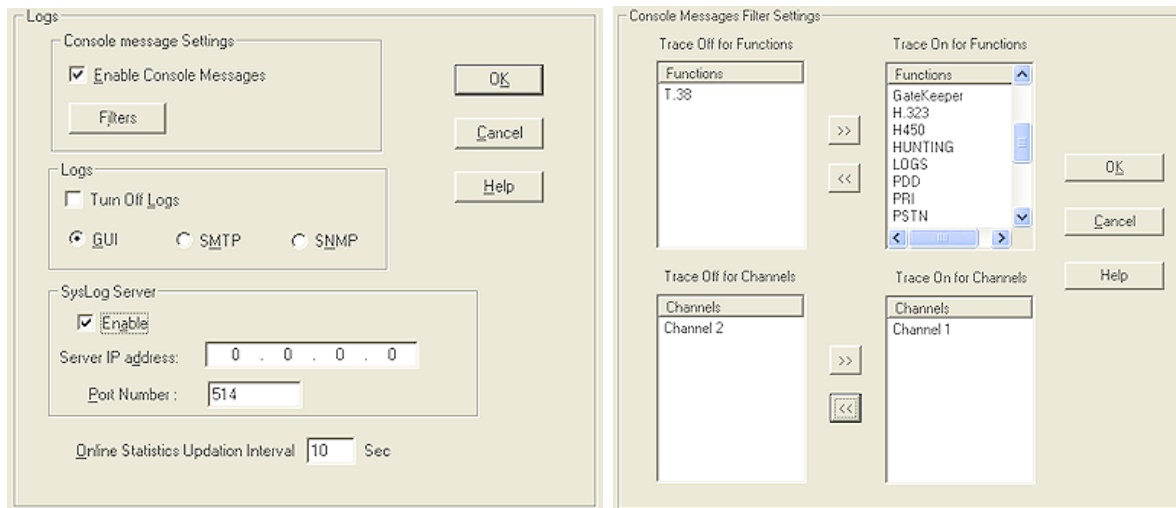 Logs
Console message Settings
Enable Console Messages
Filters
OK
Cancel
Help
Logs
Turn Off Logs
GUI SMTP SNMP
SysLog Server
Enable
Server IP address: 0 . 0 . 0 . 0
Port Number : 514
Online Statistics Updation Interval 10 Sec
Console Messages Filter Settings
Trace Off for Functions
Functions
T.38
>>
<<
Trace On for Functions
Functions
GateKeeper
H.323
H450
HUNTING
LOGS
PDD
PRI
PSTN
OK
Cancel
Help
Trace Off for Channels
Channels
Channel 2
>>
<<
Trace On for Channels
Channels
Channel 1